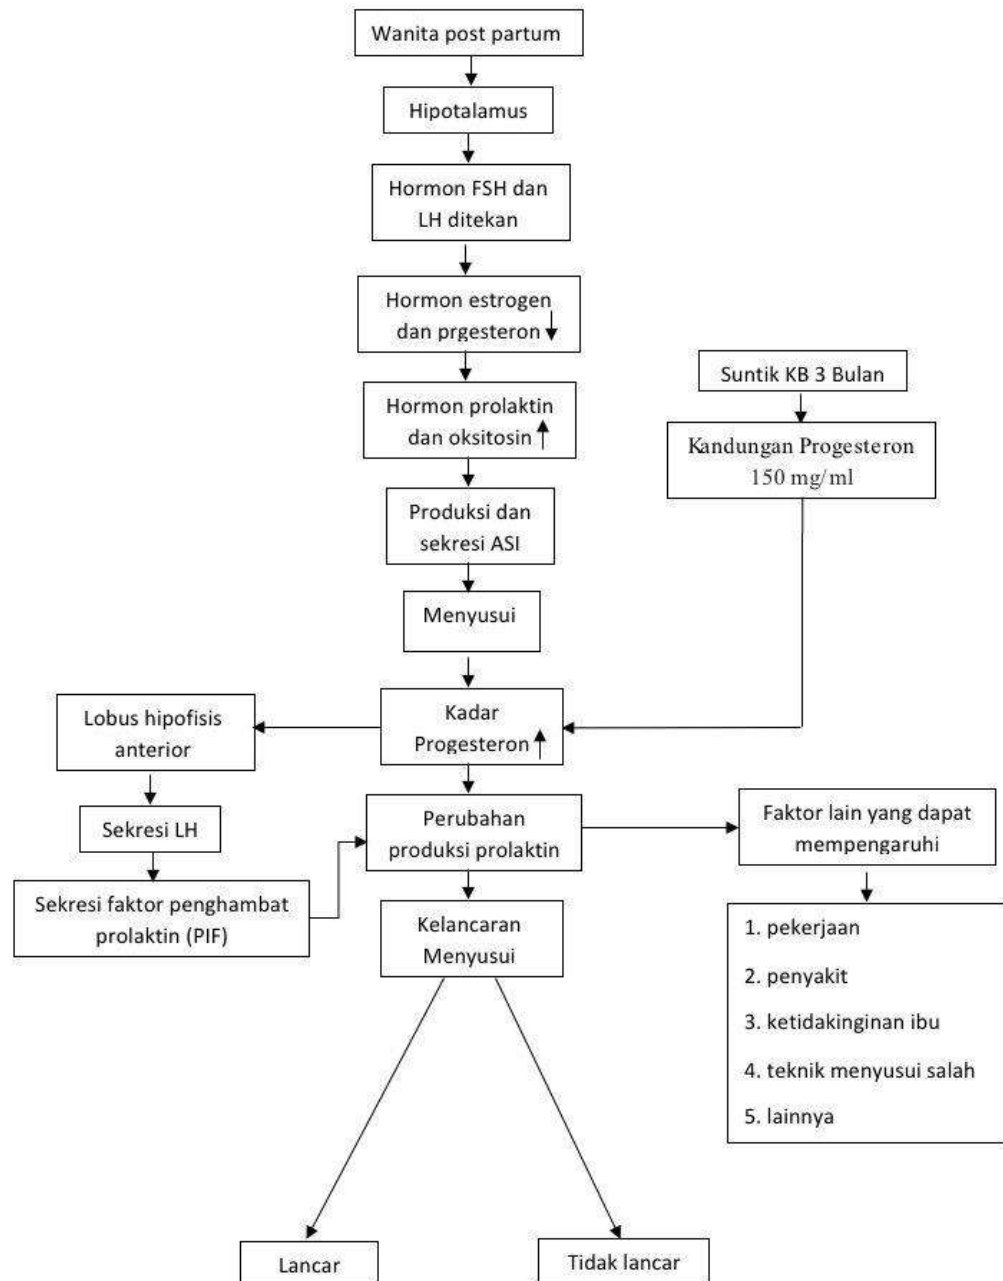 Wanita post partum
Hipotalamus
Hormon FSH dan
LH ditekan
Hormon estrogen
dan prgesteron
Hormon prolaktin
dan oksitosin
Suntik KB 3 Bulan
Kandungan Progesteron
150 mg/ml
Produksi dan
sekresi ASI
Menyusui
Kadar
Progesteron
Lobus hipofisis
anterior
Sekresi LH
Sekresi faktor penghambat
prolaktin (PIF)
Perubahan
produksi prolaktin
Faktor lain yang dapat
mempengaruhi
1. pekerjaan
2. penyakit
3. ketidakinginan ibu
4. teknik menyusui salah
5. lainnya
Kelancaran
Menyusui
Lancar
Tidak lancar